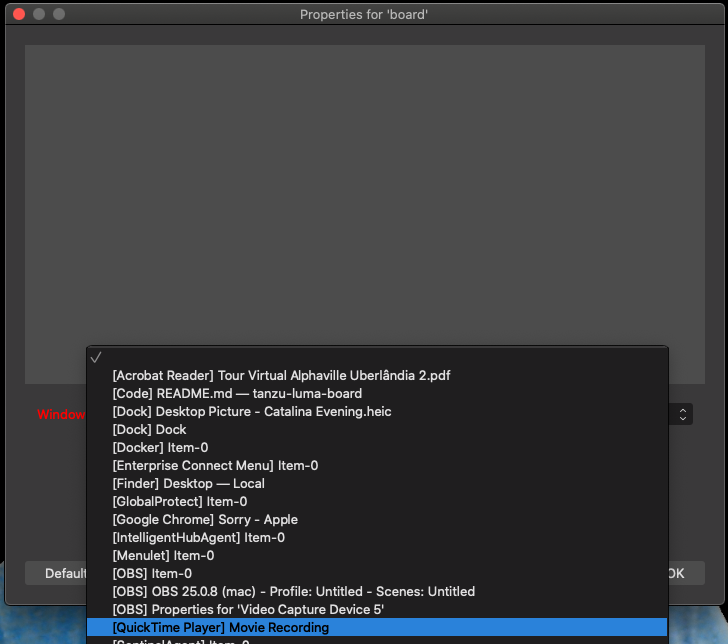 Properties for 'board'
✓
[Acrobat Reader] Tour Virtual Alphaville Uberlândia 2.pdf
[Code] README.md — tanzu-luma-board
[Dock] Desktop Picture - Catalina Evening.heic
Window
[Dock] Dock
[Docker] Item-0
[Enterprise Connect Menu] Item-0
[Finder] Desktop — Local
[GlobalProtect] Item-0
[Google Chrome] Sorry - Apple
[IntelligentHubAgent] Item-0
[Menulet] Item-0
Default
[OBS] Item-0
OK
[OBS] OBS 25.0.8 (mac) - Profile: Untitled - Scenes: Untitled
[OBS] Properties for 'Video Capture Device 5'
[QuickTime Player] Movie Recording
[SentinelAgent] Item-0